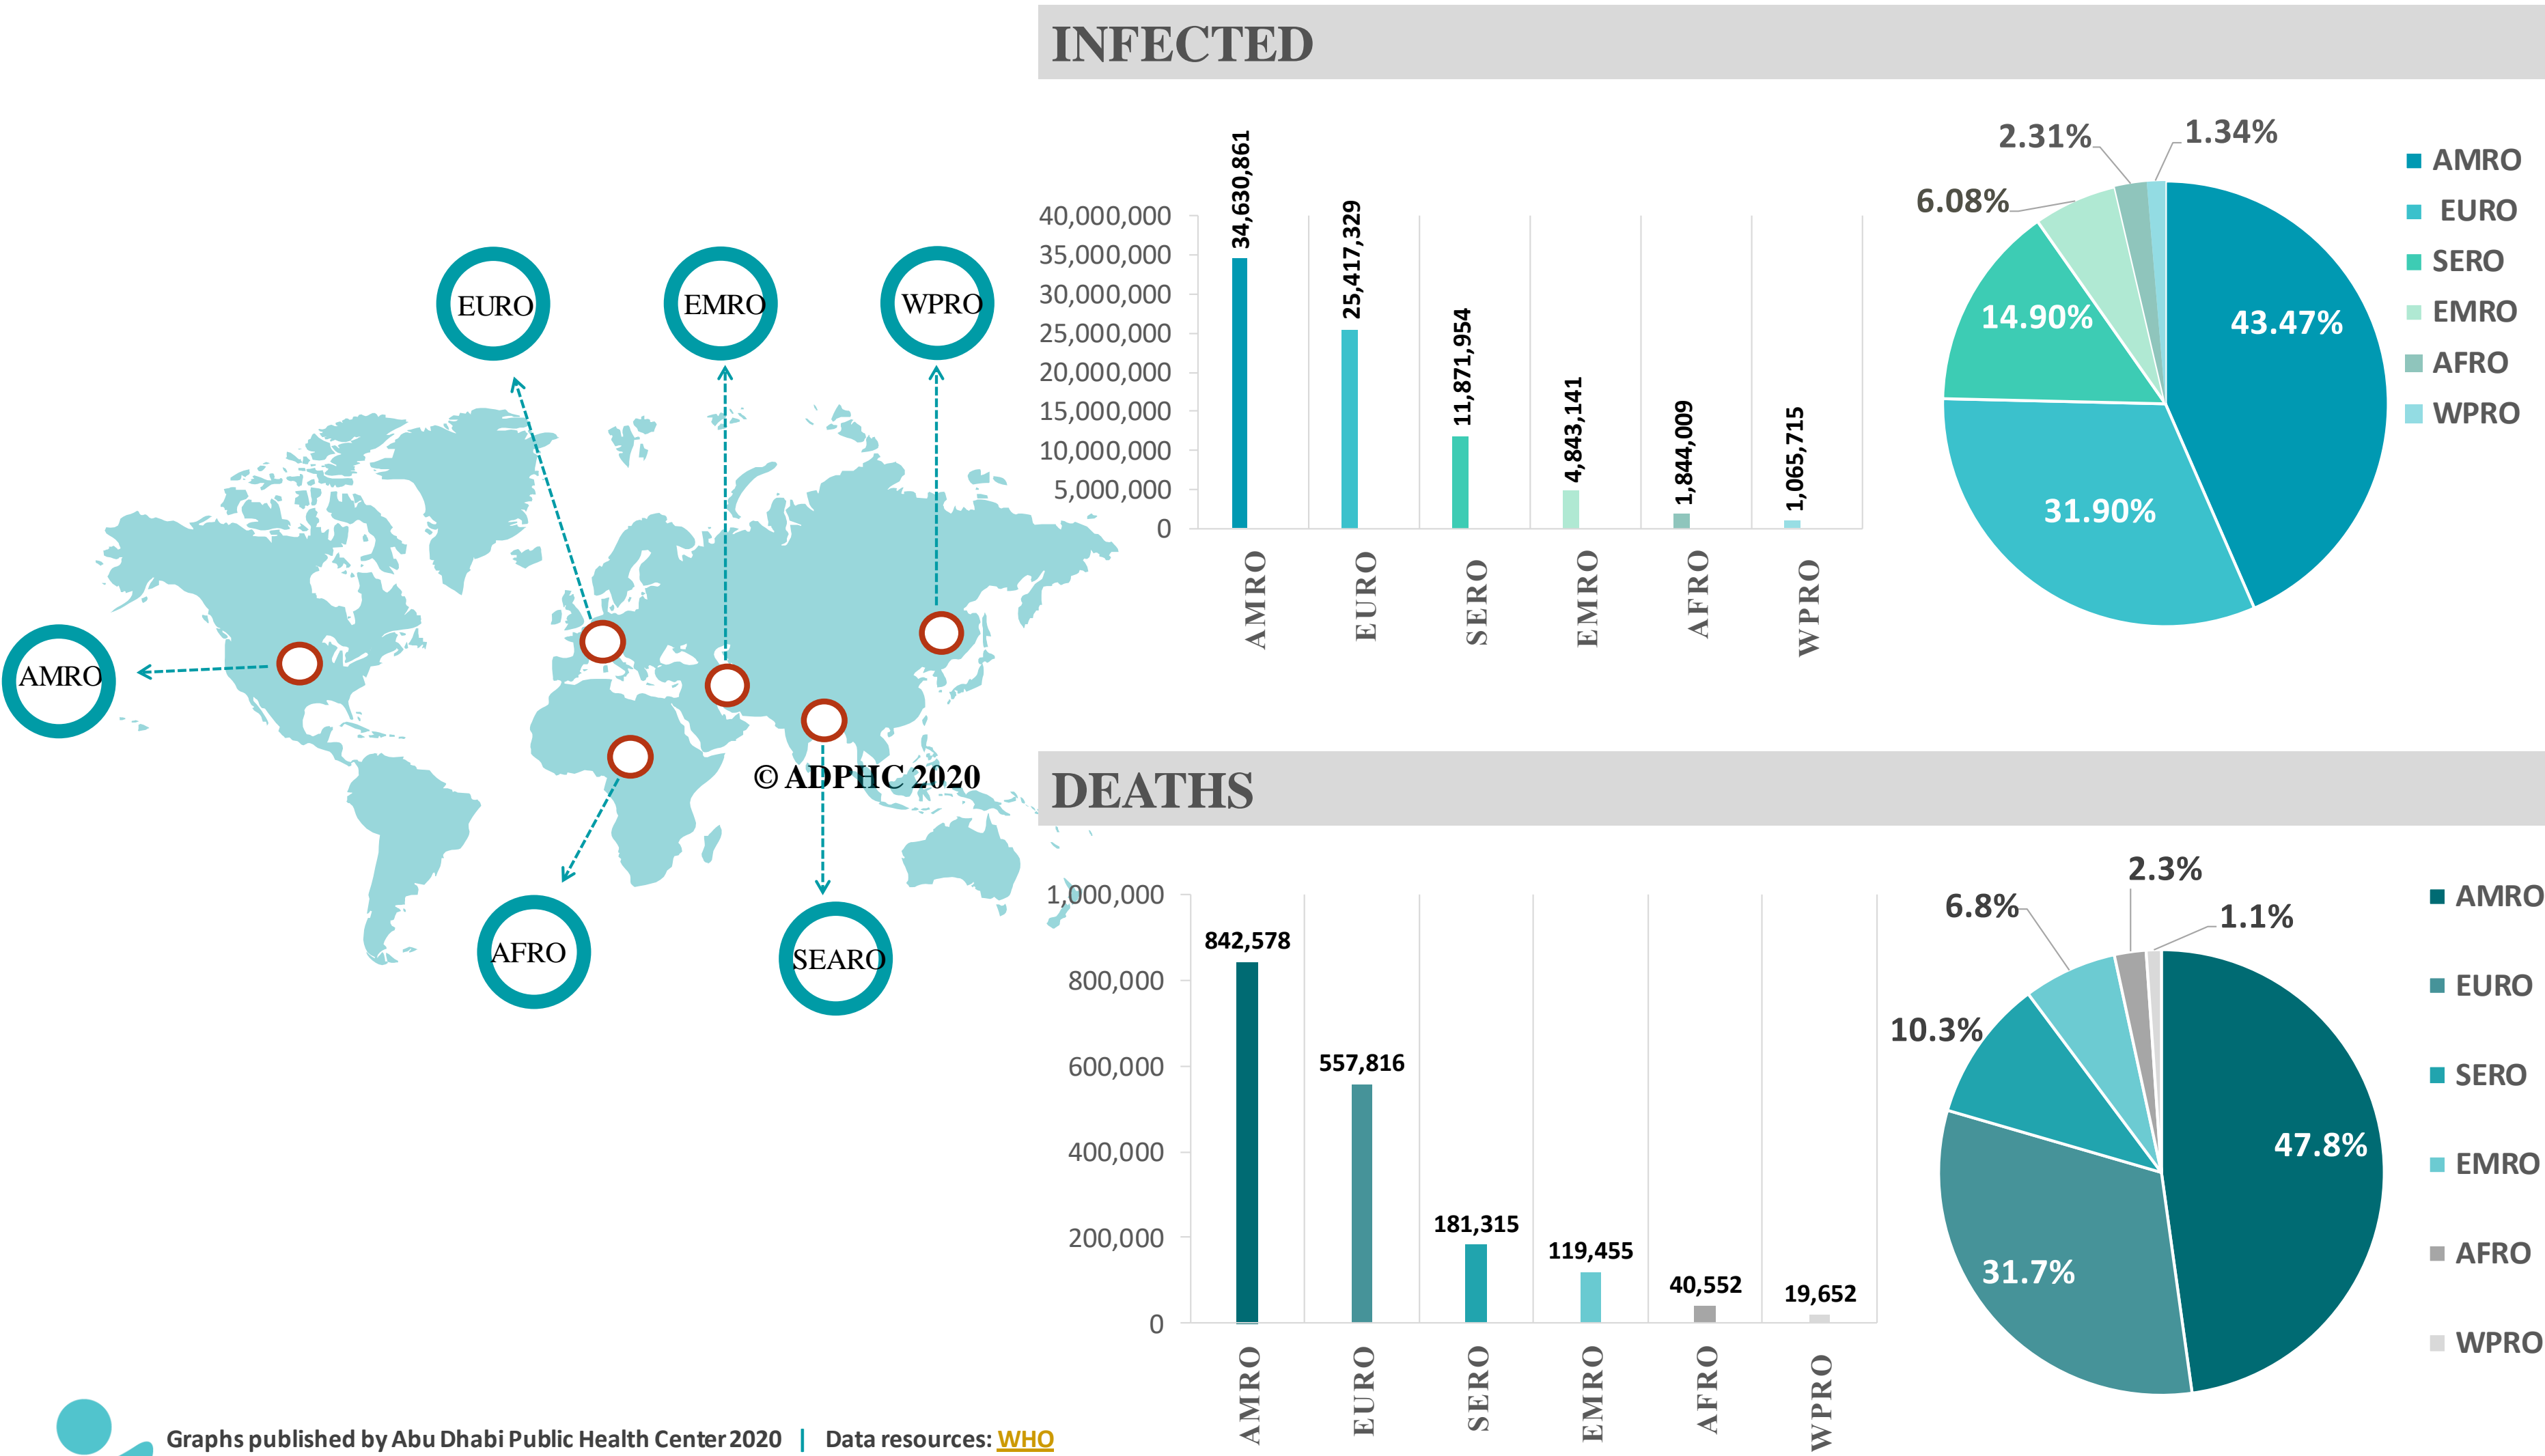 INFECTED
EURO
EMRO
WPRO
AMRO
AFRO
SEARO
© ADPHC 2020
40,000,000
35,000,000
30,000,000
25,000,000
20,000,000
15,000,000
10,000,000
5,000,000
0
34,630,861
25,417,329
11,871,954
4,843,141
1,844,009
1,065,715
AMRO
EURO
SERO
EMRO
AFRO
WPRO
2.31%
1.34%
6.08%
14.90%
43.47%
31.90%
AMRO
EURO
SERO
EMRO
AFRO
WPRO
DEATHS
1,000,000
800,000
600,000
400,000
200,000
0
842,578
557,816
181,315
119,455
40,552
19,652
AMRO
EURO
SERO
EMRO
AFRO
WPRO
2.3%
6.8%
1.1%
10.3%
47.8%
31.7%
AMRO
EURO
SERO
EMRO
AFRO
WPRO
Graphs published by Abu Dhabi Public Health Center 2020 | Data resources: WHO